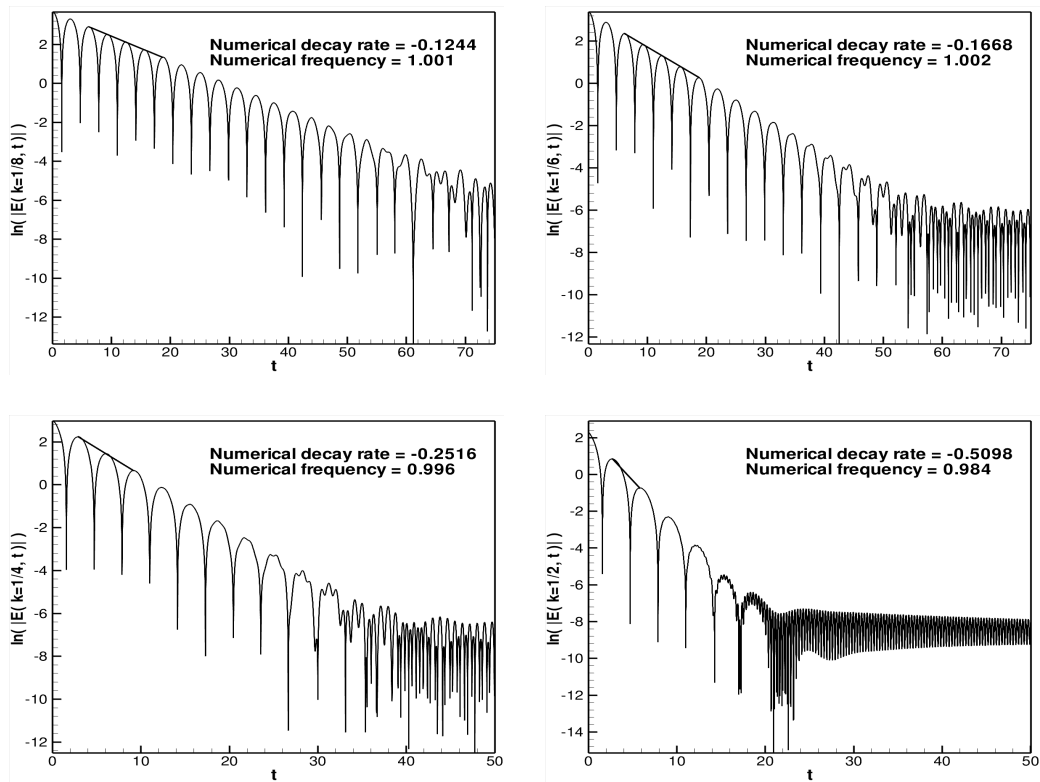 Numerical decay rate = -0.1244
Numerical frequency = 1.001
ln( |E( k=1/8, t )| )
2
0
-2
-4
-6
-8
-10
-12
0 10 20 30 40 50 60 70
t
Numerical decay rate = -0.1668
Numerical frequency = 1.002
ln( |E( k=1/6, t )| )
2
0
-2
-4
-6
-8
-10
-12
0 10 20 30 40 50 60 70
t
Numerical decay rate = -0.2516
Numerical frequency = 0.996
ln( |E( k=1/4, t )| )
2
0
-2
-4
-6
-8
-10
-12
0 10 20 30 40 50
t
Numerical decay rate = -0.5098
Numerical frequency = 0.984
ln( |E( k=1/2, t )| )
2
0
-2
-4
-6
-8
-10
-12
-14
0 10 20 30 40 50
t